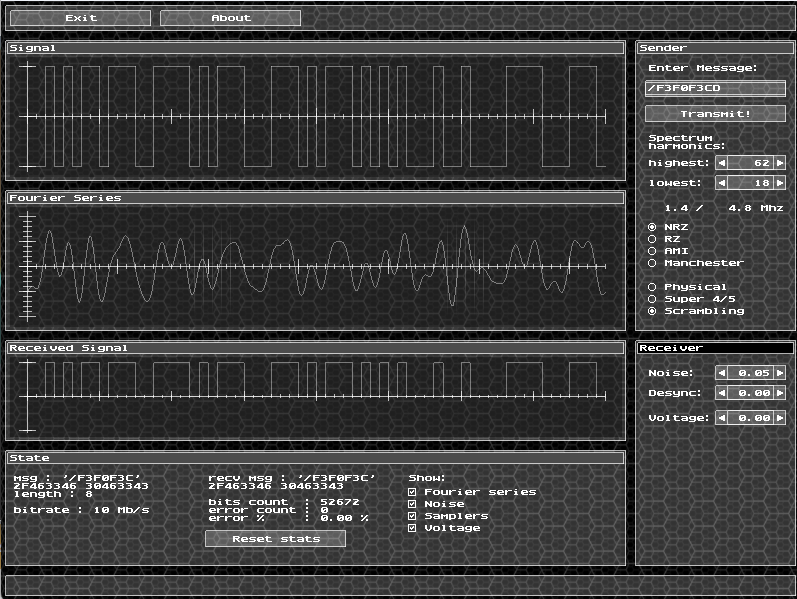 Exit
About
Signal
Fourier Series
Received Signal
State
msg : '/F3F0F3C'
2F463346 30463343
length : 8
bitrate : 10 Mb/s
recv msg : '/F3F0F3C'
2F463346 30463343
bits count : 52672
error count : 0
error % : 0.00 %
Reset stats
Show:
Fourier series
Noise
Samplers
Voltage
Sender
Enter Message:
/F3F0F3CD
Transmit!
Spectrum
harmonics:
highest: 62
lowest: 18
1.4 / 4.8 Mhz
NRZ
RZ
AMI
Manchester
Physical
Super 4/5
Scrambling
Receiver
Noise: 0.05
Desync: 0.00
Voltage: 0.00